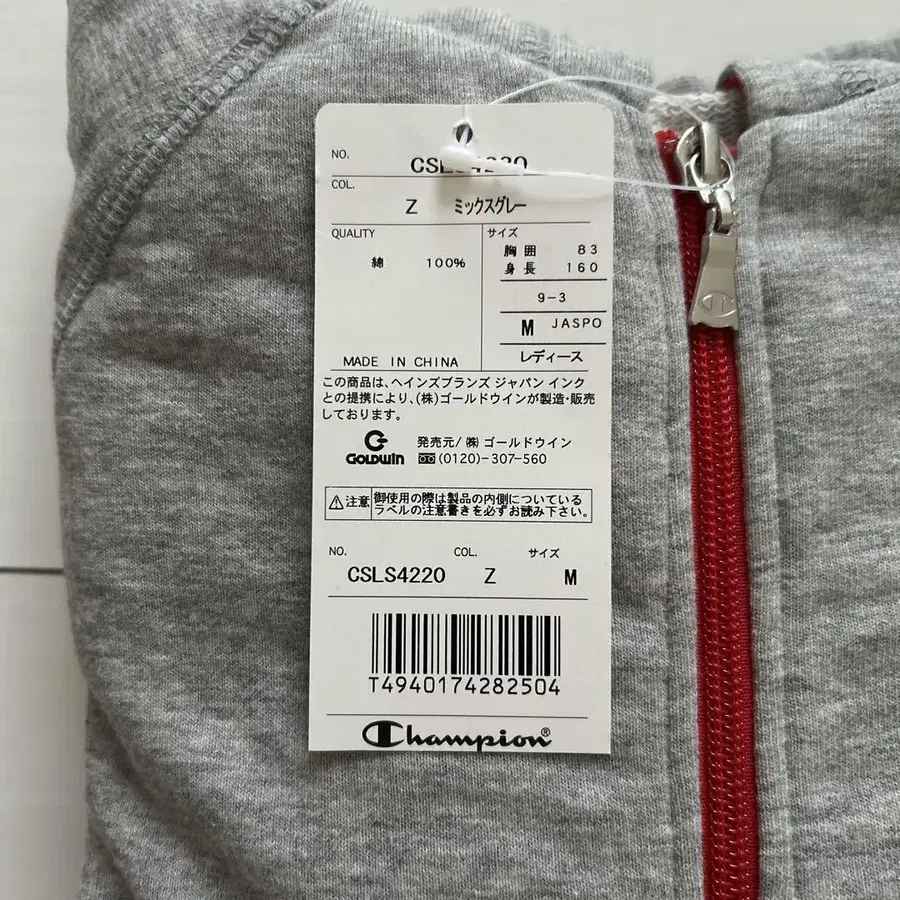 NO. CSLS4220
COL. Z ミックスグレー
QUALITY サイズ
綿 100% 胸囲 83
身長 160
9-3
M JASPO
MADE IN CHINA レディース
この商品は、ヘインズブランズ ジャパン インク
との提携により、(株)ゴールドウインが製造・販売
しております。
GOLDWIN 発売元/㈱ ゴールドウイン
(0120)-307-560
⚠注意 御使用の際は製品の内側についている
ラベルの注意書きを必ずお読み下さい。
NO. COL. サイズ
CSLS4220 Z M
T4940174282504
Champion®